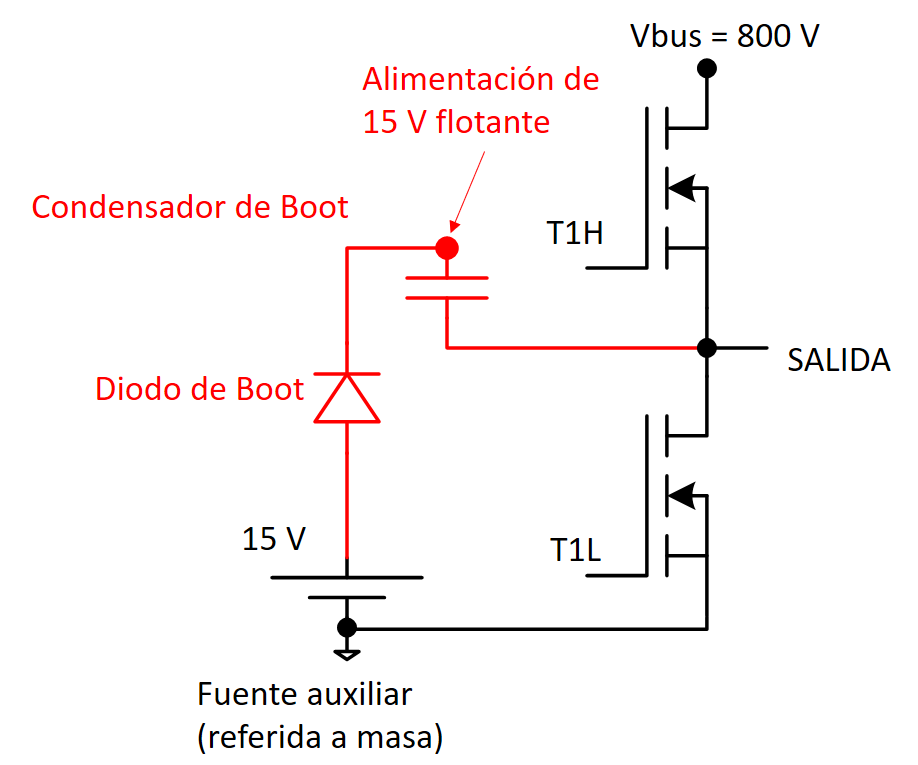 Vbus = 800 V
Alimentación de
15 V flotante
Condensador de Boot
T1H
SALIDA
Diodo de Boot
15 V
T1L
Fuente auxiliar
(referida a masa)